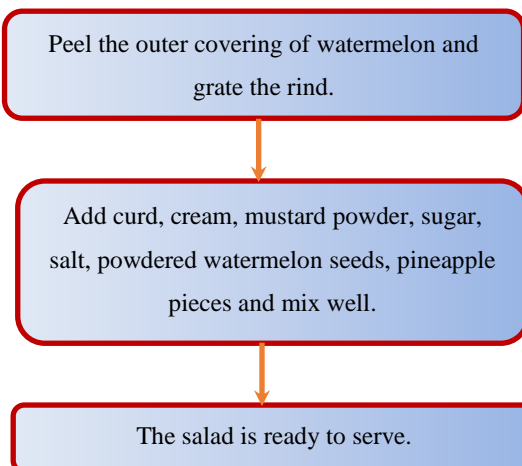 Peel the outer covering of watermelon and
grate the rind.
Add curd, cream, mustard powder, sugar,
salt, powdered watermelon seeds, pineapple
pieces and mix well.
The salad is ready to serve.